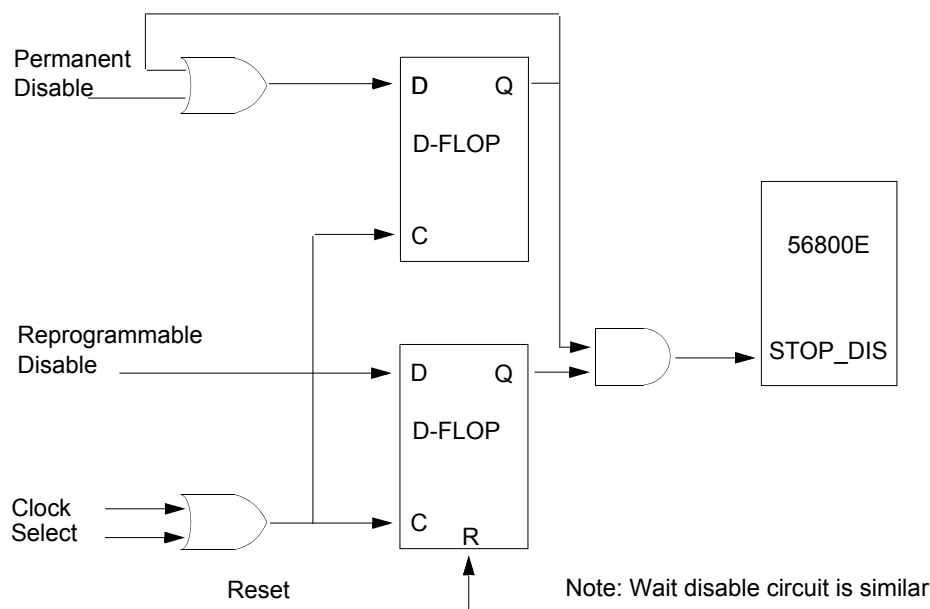 Permanent
Disable
D
Q
D-FLOP
C
56800E
STOP_DIS
Reprogrammable
Disable
D
Q
D-FLOP
C
R
Clock
Select
Reset
Note: Wait disable circuit is similar